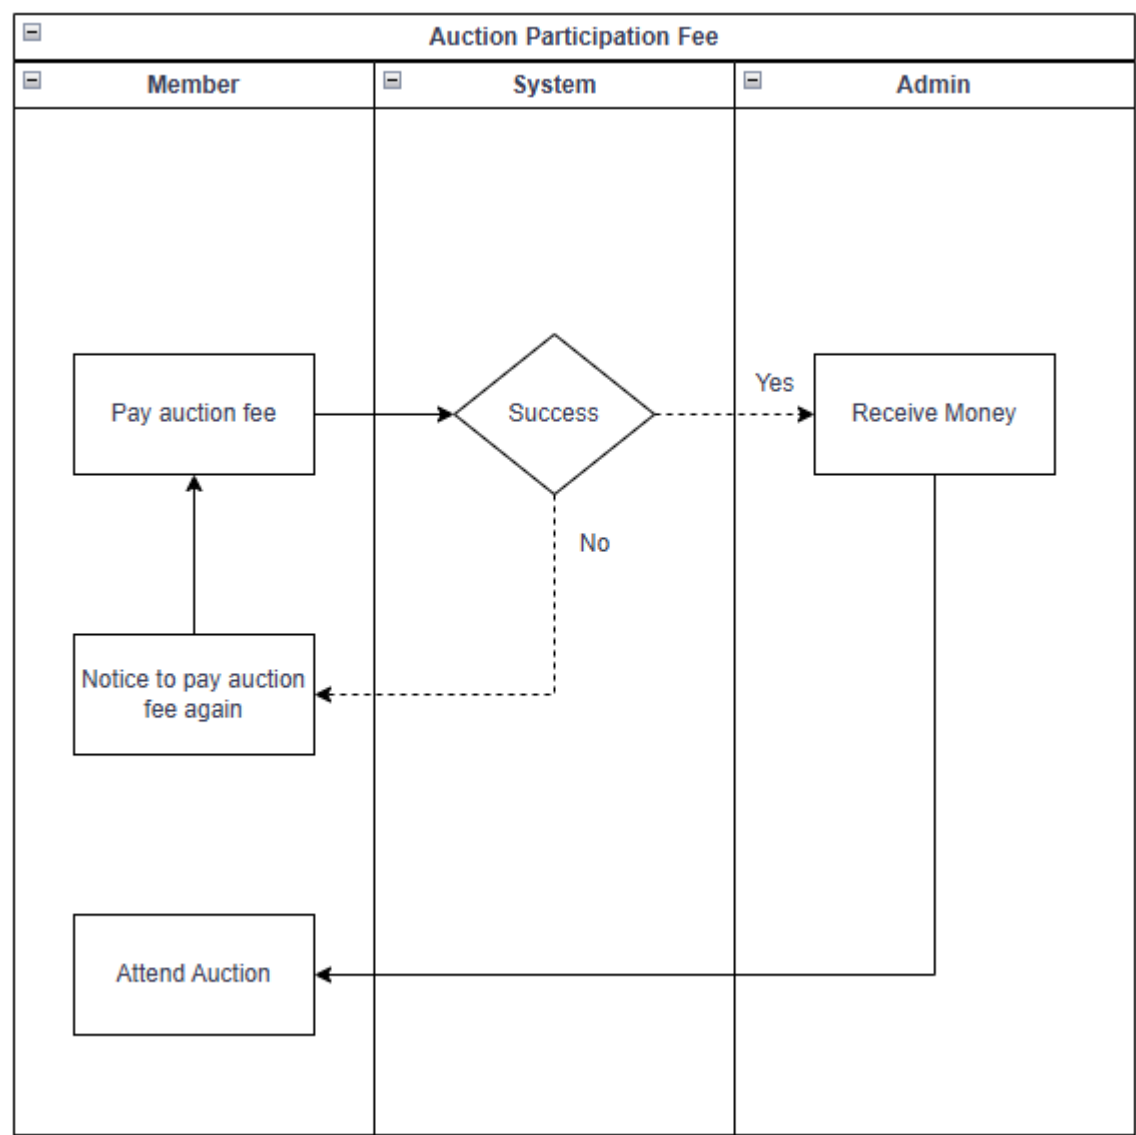 Auction Participation Fee
Member
System
Admin
Pay auction fee
Success
Yes
Receive Money
No
Notice to pay auction
fee again
Attend Auction